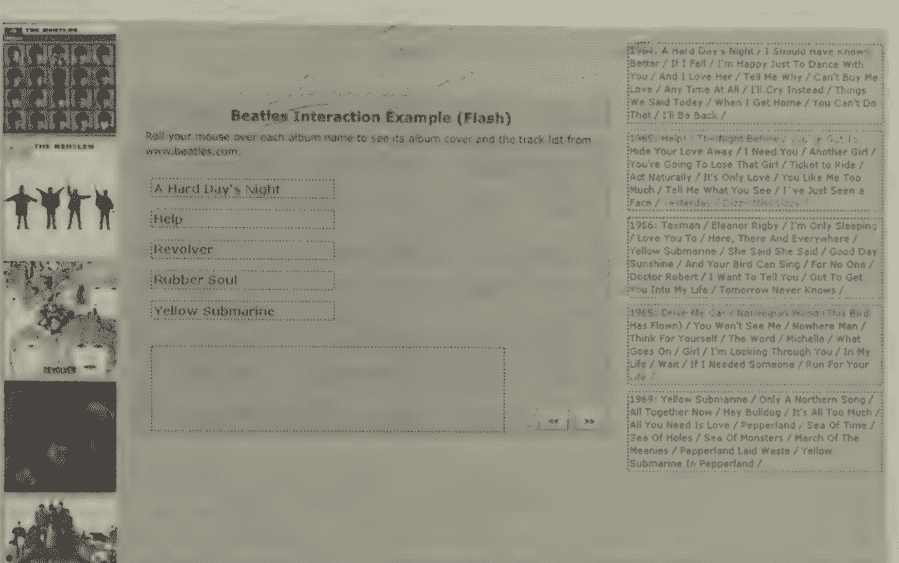 THE BEATLES
THE BEATLES
REVOLVER
Beatles Interaction Example (Flash)
Roll your mouse over each album name to see its album cover and the track list from
www.beatles.com.
A Hard Day's Night
Help
Revolver
Rubber Soul
Yellow Submarine
<< >>
1964: A Hard Day's Night / I Should Have Known
Better / If I Fell / I'm Happy Just To Dance With
You / And I Love Her / Tell Me Why / Can't Buy Me
Love / Any Time At All / I'll Cry Instead / Things
We Said Today / When I Get Home / You Can't Do
That / I'll Be Back /
1965: Help! / The Night Before /
Hide Your Love Away / I Need You / Another Girl /
You're Going To Lose That Girl / Ticket to Ride /
Act Naturally / It's Only Love / You Like Me Too
Much / Tell Me What You See / I've Just Seen a
Face / Yesterday / Dizzy Miss Lizzy /
1966: Taxman / Eleanor Rigby / I'm Only Sleeping
/ Love You To / Here, There And Everywhere /
Yellow Submarine / She Said She Said / Good Day
Sunshine / And Your Bird Can Sing / For No One /
Doctor Robert / I Want To Tell You / Got To Get
You Into My Life / Tomorrow Never Knows /
1965: Drive My Car / Norwegian Wood (This Bird
Has Flown) / You Won't See Me / Nowhere Man /
Think For Yourself / The Word / Michelle / What
Goes On / Girl / I'm Looking Through You / In My
Life / Wait / If I Needed Someone / Run For Your
Life /
1969: Yellow Submarine / Only A Northern Song /
All Together Now / Hey Bulldog / It's All Too Much /
All You Need Is Love / Pepperland / Sea Of Time /
Sea Of Holes / Sea Of Monsters / March Of The
Meanies / Pepperland Laid Waste / Yellow
Submarine In Pepperland /